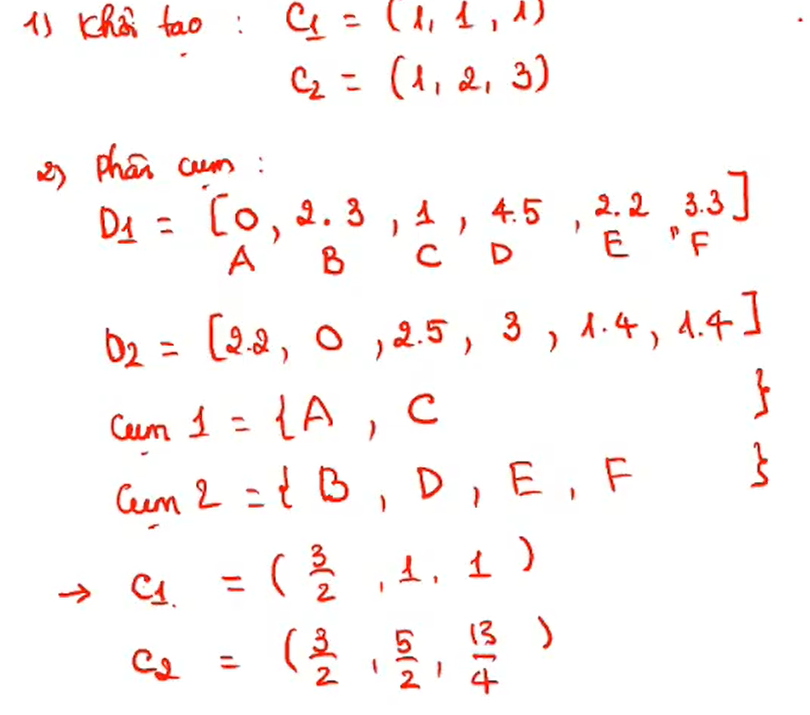 1) Khởi tạo : C1 = (1, 1, 1)
C2 = (1, 2, 3)
2) Phân cụm :
D1 = [0, 2.3, 1, 4.5, 2.2, 3.3]
A B C D E F
D2 = [2.2, 0, 2.5, 3, 1.4, 1.4]
Cụm 1 = {A, C }
Cụm 2 = { B, D, E, F }
→ C1 = (3/2, 1, 1)
C2 = (3/2, 5/2, 13/4)